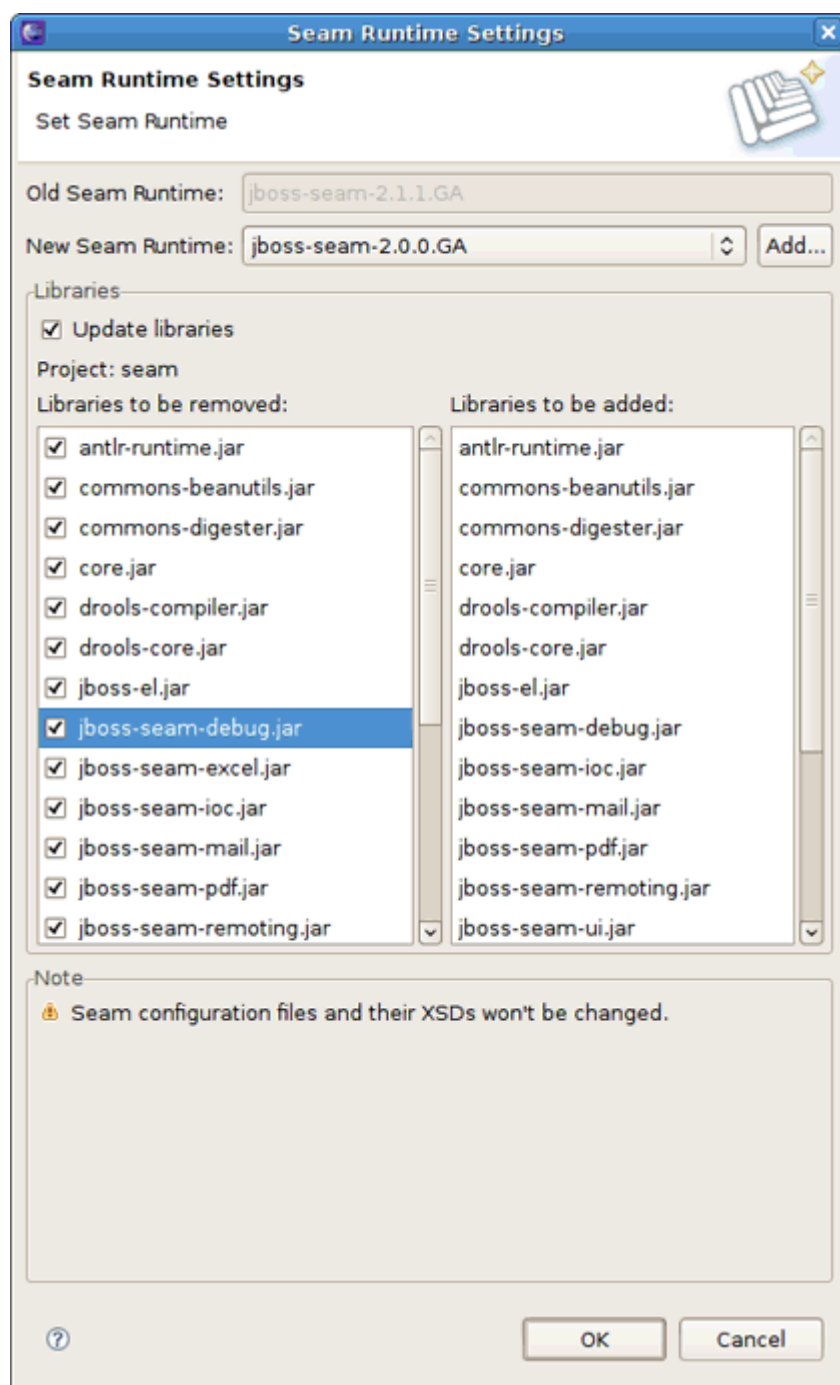 Seam Runtime Settings
Seam Runtime Settings
Set Seam Runtime
Old Seam Runtime: jboss-seam-2.1.1.GA
New Seam Runtime: jboss-seam-2.0.0.GA Add...
Libraries
Update libraries
Project: seam
Libraries to be removed:
antlr-runtime.jar
commons-beanutils.jar
commons-digester.jar
core.jar
drools-compiler.jar
drools-core.jar
jboss-el.jar
jboss-seam-debug.jar
jboss-seam-excel.jar
jboss-seam-ioc.jar
jboss-seam-mail.jar
jboss-seam-pdf.jar
jboss-seam-remoting.jar
Libraries to be added:
antlr-runtime.jar
commons-beanutils.jar
commons-digester.jar
core.jar
drools-compiler.jar
drools-core.jar
jboss-el.jar
jboss-seam-debug.jar
jboss-seam-ioc.jar
jboss-seam-mail.jar
jboss-seam-pdf.jar
jboss-seam-remoting.jar
jboss-seam-ui.jar
Note
Seam configuration files and their XSDs won't be changed.
OK Cancel